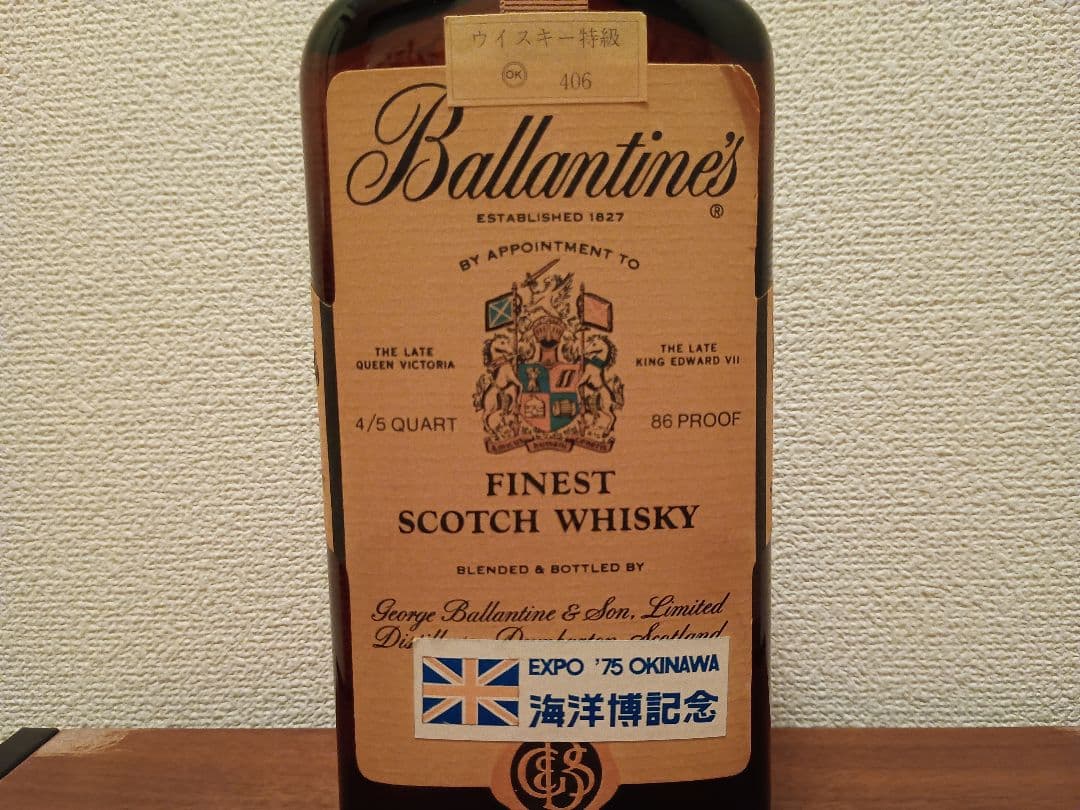 ウイスキー特級
OK 406
Ballantine's
®
ESTABLISHED 1827
BY APPOINTMENT TO
THE LATE
QUEEN VICTORIA
THE LATE
KING EDWARD VII
4/5 QUART
86 PROOF
FINEST
SCOTCH WHISKY
BLENDED & BOTTLED BY
George Ballantine & Son, Limited
Scotland
EXPO '75 OKINAWA
海洋博記念